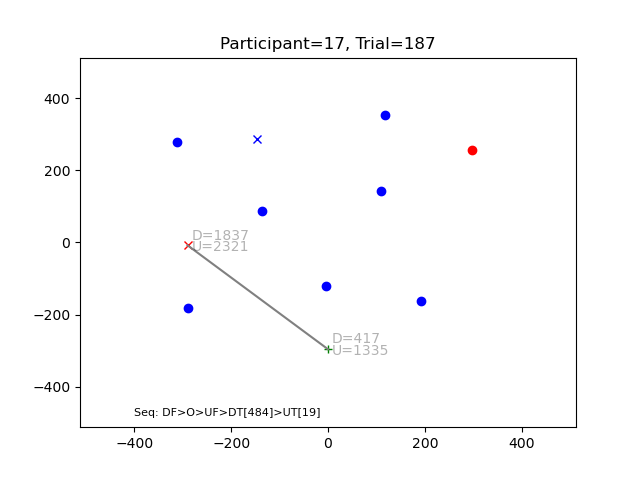 Participant=17, Trial=187
400
200
0
−200
−400
D=1837
U=2321
D=417
U=1335
Seq: DF>O>UF>DT[484]>UT[19]
−400 −200 0 200 400